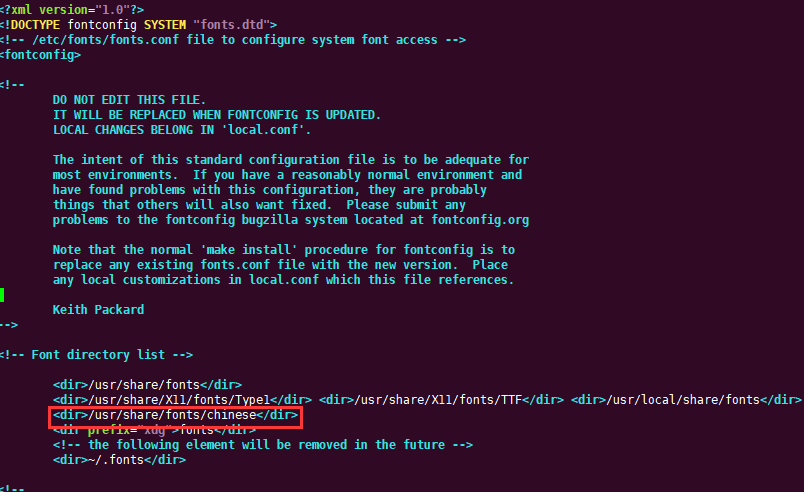 <?xml version="1.0"?>
<!DOCTYPE fontconfig SYSTEM "fonts.dtd">
<!-- /etc/fonts/fonts.conf file to configure system font access -->
<fontconfig>
<!--
DO NOT EDIT THIS FILE.
IT WILL BE REPLACED WHEN FONTCONFIG IS UPDATED.
LOCAL CHANGES BELONG IN 'local.conf'.
The intent of this standard configuration file is to be adequate for
most environments.  If you have a reasonably normal environment and
have found problems with this configuration, they are probably
things that others will also want fixed.  Please submit any
problems to the fontconfig bugzilla system located at fontconfig.org
Note that the normal 'make install' procedure for fontconfig is to
replace any existing fonts.conf file with the new version.  Place
any local customizations in local.conf which this file references.
Keith Packard
-->
<!-- Font directory list -->
<dir>/usr/share/fonts</dir>
<dir>/usr/share/X11/fonts/Type1</dir> <dir>/usr/share/X11/fonts/TTF</dir> <dir>/usr/local/share/fonts</dir>
<dir>/usr/share/fonts/chinese</dir>
<dir prefix="xdg">fonts</dir>
<!-- the following element will be removed in the future -->
<dir>~/.fonts</dir>
<!--